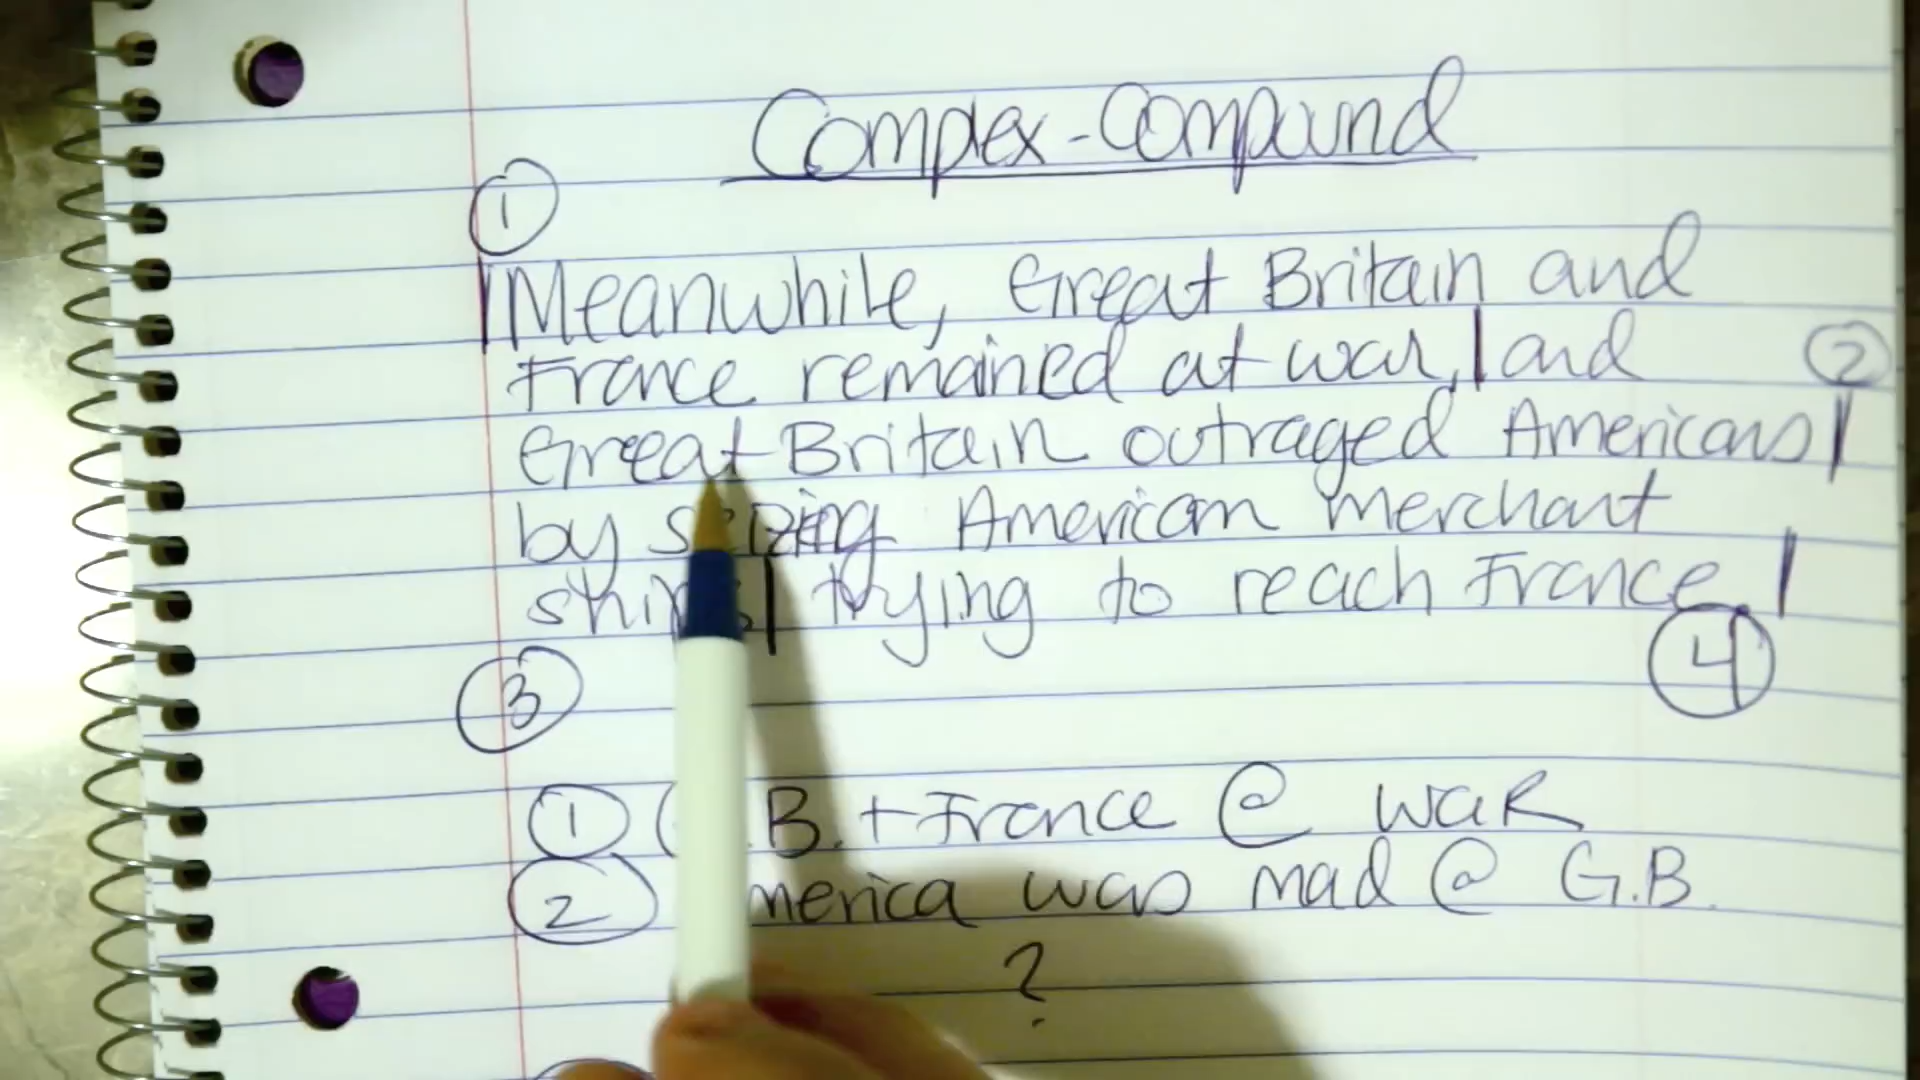 Complex-Compound
①
Meanwhile, Great Britain and
France remained at war, and
②
Great Britain outraged Americans
by seizing American merchant
trying to reach France.
③
④
① B. + France @ war
② merica was mad @ G.B.
?